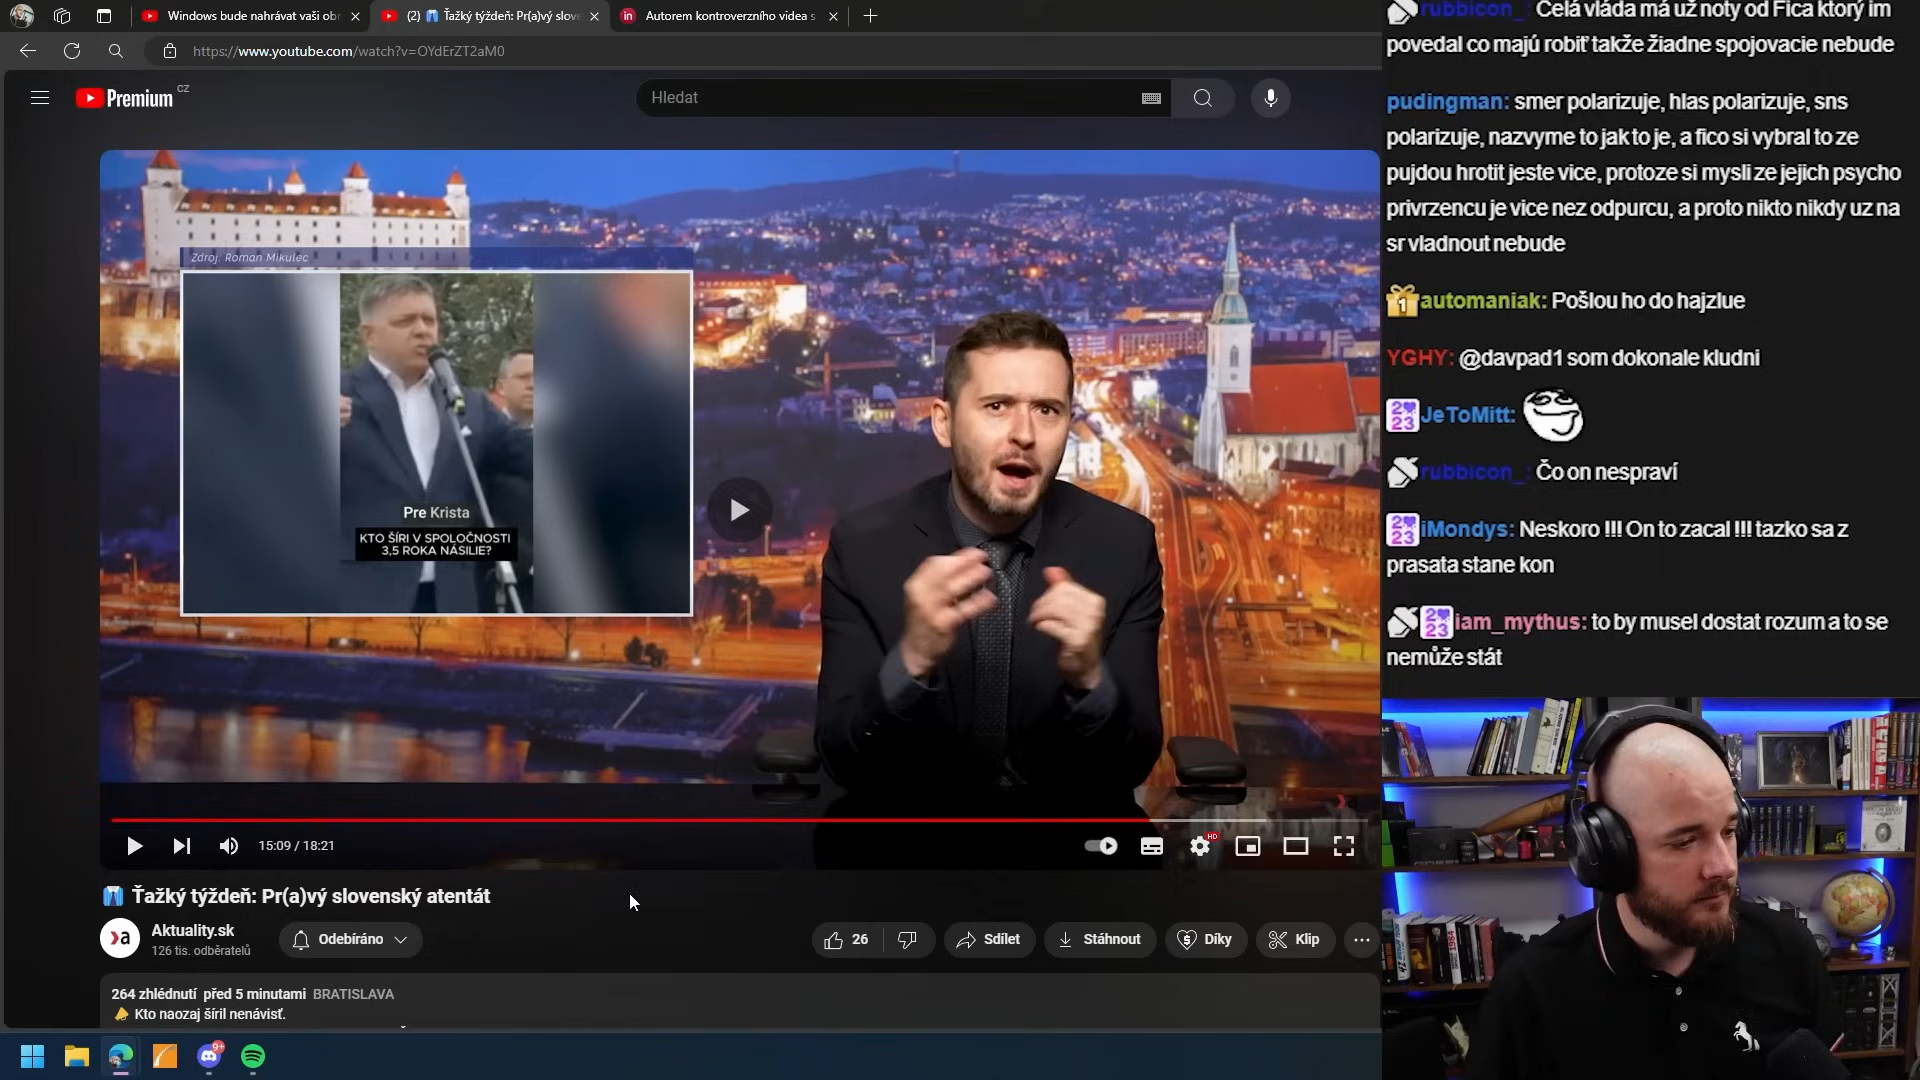 Windows bude nahrávat vaši obr
(2) 👔 Ťažký týždeň: Pr(a)vý slove
Autorem kontroverzního videa s
https://www.youtube.com/watch?v=OYdErZT2aM0
Premium CZ
Hledat
Zdroj: Roman Mikulec
Pre Krista
KTO ŠÍRI V SPOLOČNOSTI
3,5 ROKA NÁSILIE?
15:09 / 18:21
HD
👔 Ťažký týždeň: Pr(a)vý slovenský atentát
Aktuality.sk
126 tis. odběratelů
Odebíráno
26
Sdílet
Stáhnout
Díky
Klip
264 zhlédnutí před 5 minutami BRATISLAVA
Kto naozaj šíril nenávisť.
9+
rubbicon_: Celá vláda má už noty od Fica ktorý im
povedal co majú robiť takže žiadne spojovacie nebude
pudingman: smer polarizuje, hlas polarizuje, sns
polarizuje, nazvyme to jak to je, a fico si vybral to ze
pujdou hrotit jeste vice, protoze si mysli ze jejich psycho
privrzencu je vice nez odpurcu, a proto nikto nikdy uz na
sr vladnout nebude
1 automaniak: Pošlou ho do hajzlue
YGHY: @davpad1 som dokonale kludni
2023 JeToMitt:
rubbicon_: Čo on nespraví
2023 iMondys: Neskoro !!! On to zacal !!! tazko sa z
prasata stane kon
2023 iam_mythus: to by musel dostat rozum a to se
nemůže stát